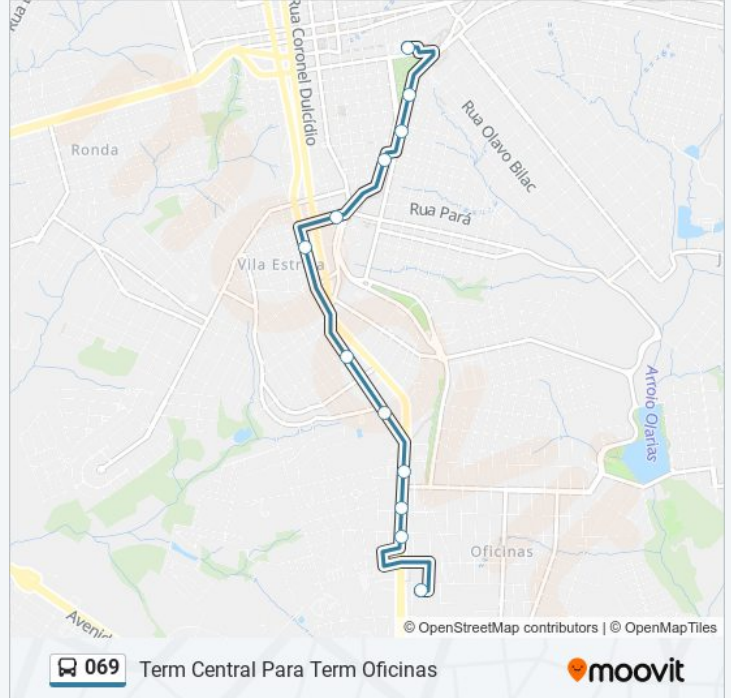 Rua Coronel Dulcídio
Rua Olavo Bilac
Ronda
Rua Pará
Vila Estrela
Arroio Olarias
Oficinas
Avenid
© OpenStreetMap contributors | © OpenMapTiles
069 Term Central Para Term Oficinas
moovit